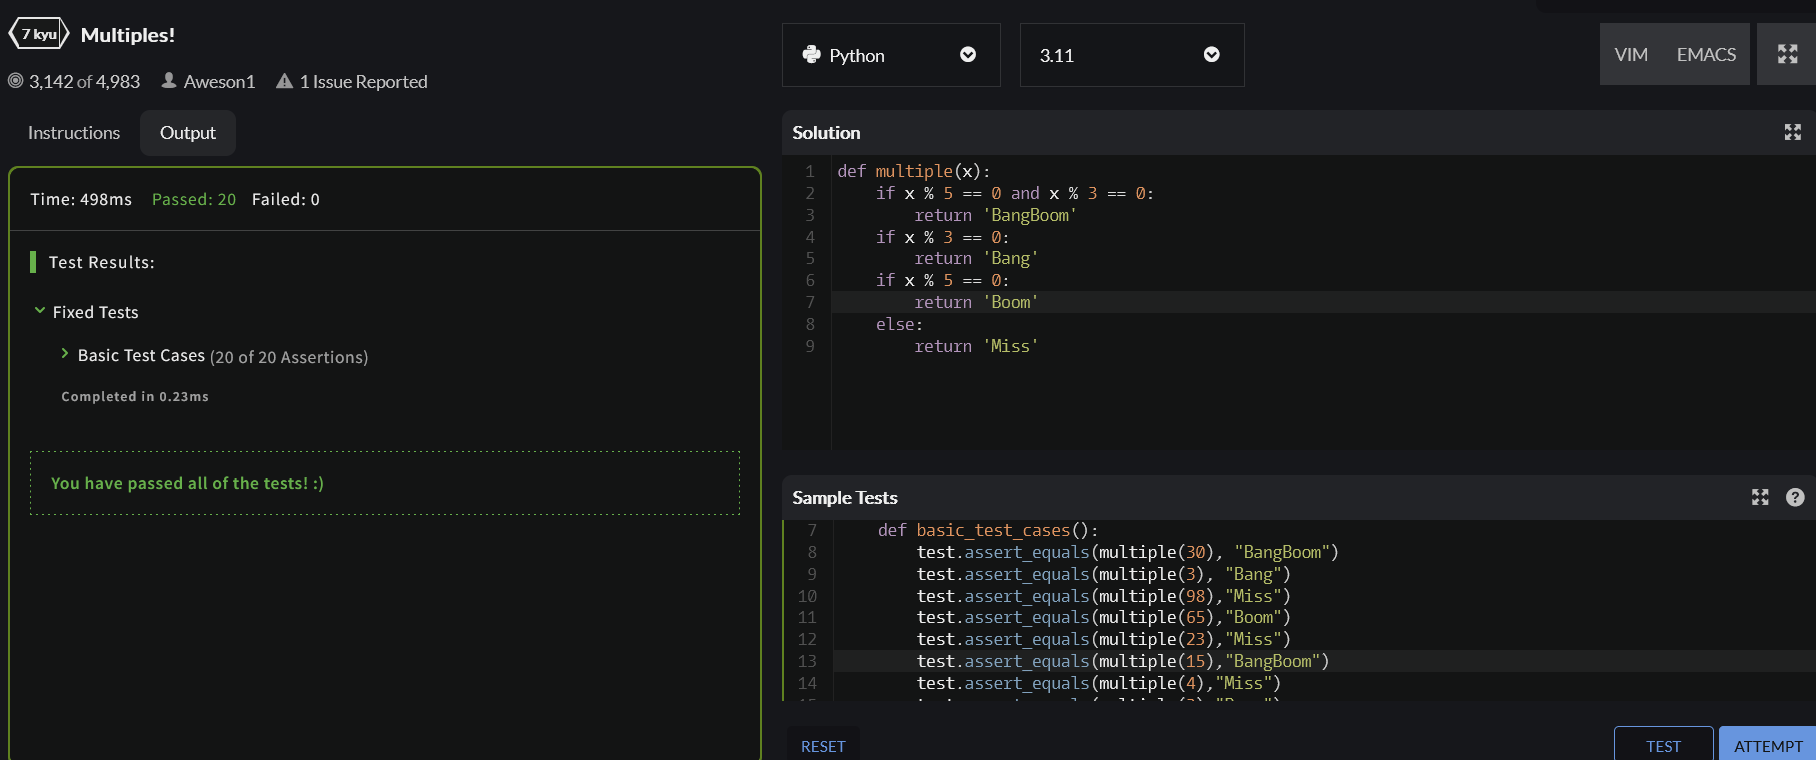 7 kyu Multiples!
3,142 of 4,983 Aweson1 1 Issue Reported
Instructions Output
Time: 498ms Passed: 20 Failed: 0
Test Results:
Fixed Tests
Basic Test Cases (20 of 20 Assertions)
Completed in 0.23ms
You have passed all of the tests! :)
Python 3.11 VIM EMACS
Solution
1 def multiple(x):
2     if x % 5 == 0 and x % 3 == 0:
3         return 'BangBoom'
4     if x % 3 == 0:
5         return 'Bang'
6     if x % 5 == 0:
7         return 'Boom'
8     else:
9         return 'Miss'
Sample Tests
7     def basic_test_cases():
8         test.assert_equals(multiple(30), "BangBoom")
9         test.assert_equals(multiple(3), "Bang")
10         test.assert_equals(multiple(98),"Miss")
11         test.assert_equals(multiple(65),"Boom")
12         test.assert_equals(multiple(23),"Miss")
13         test.assert_equals(multiple(15),"BangBoom")
14         test.assert_equals(multiple(4),"Miss")
RESET TEST ATTEMPT